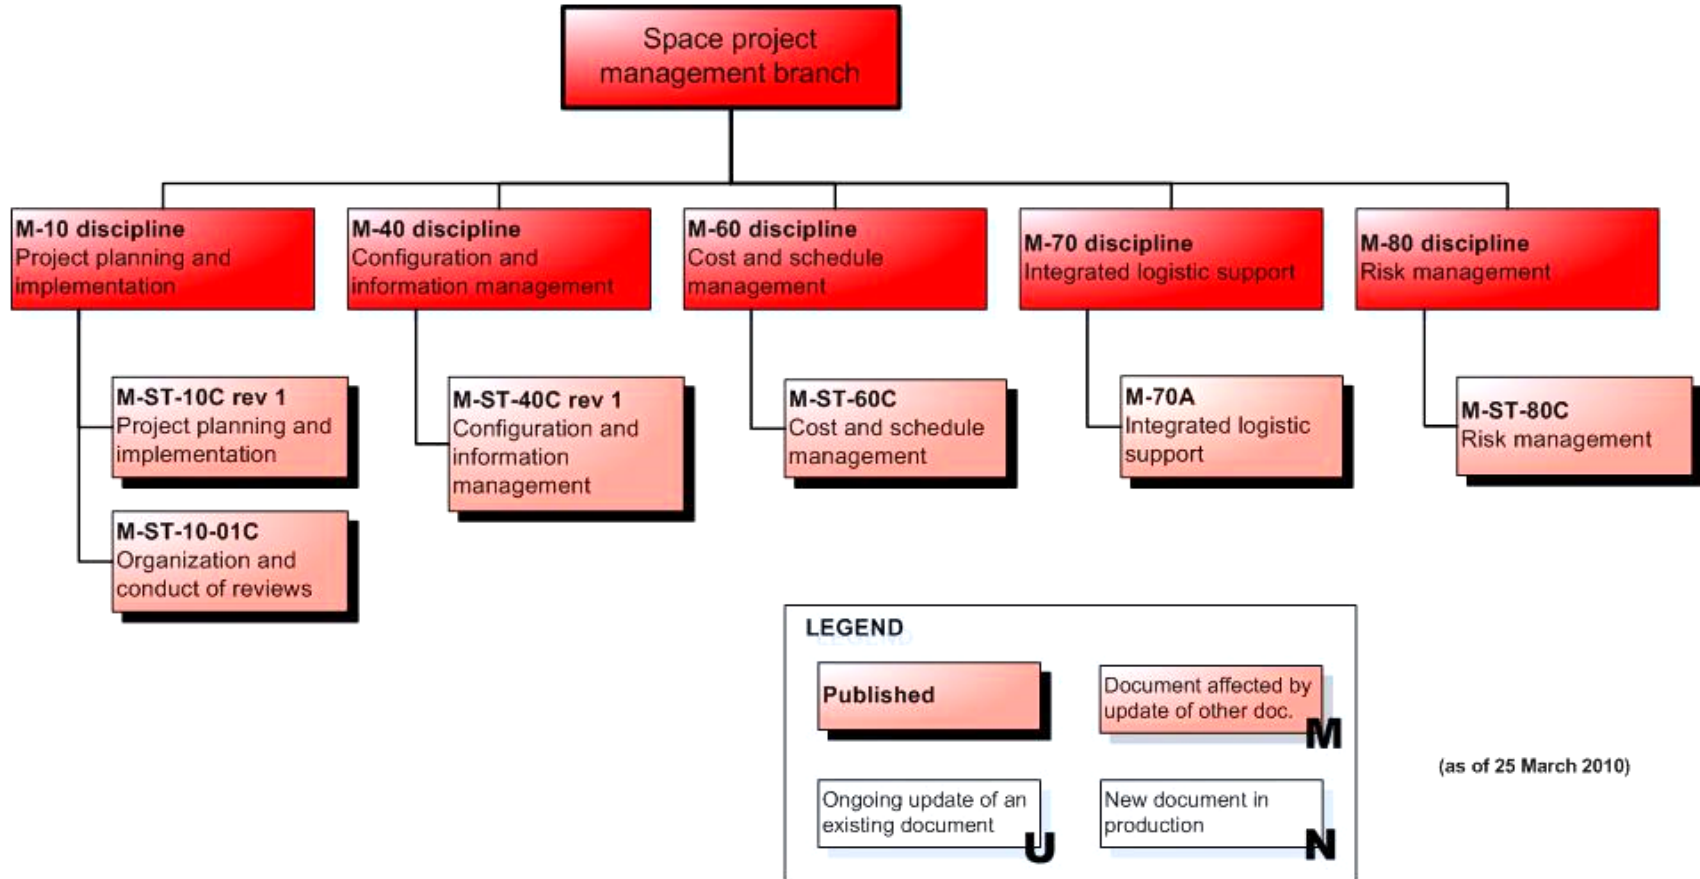 Space project
management branch
M-10 discipline
Project planning and
implementation
M-40 discipline
Configuration and
information management
M-60 discipline
Cost and schedule
management
M-70 discipline
Integrated logistic support
M-80 discipline
Risk management
M-ST-10C rev 1
Project planning and
implementation
M-ST-40C rev 1
Configuration and
information
management
M-ST-60C
Cost and schedule
management
M-70A
Integrated logistic
support
M-ST-80C
Risk management
M-ST-10-01C
Organization and
conduct of reviews
LEGEND
Published
Document affected by
update of other doc.
M
Ongoing update of an
existing document
U
New document in
production
N
(as of 25 March 2010)